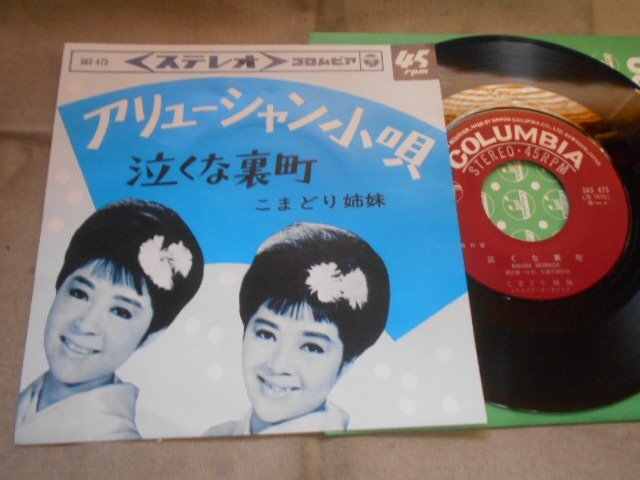 SAS 473
<ステレオ> コロムビア
45
rpm
アリューシャン小唄
泣くな裏町
こまどり姉妹
COLUMBIA
STEREO・45RPM
SAS 473
泣くな裏町
こまどり姉妹